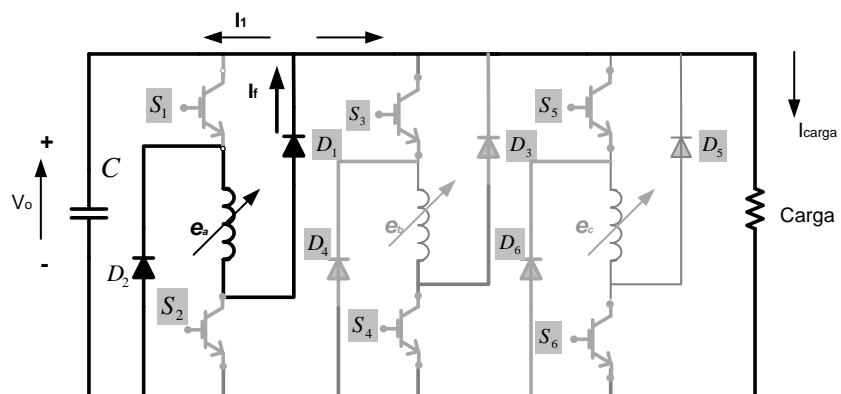 I1
If
S1
S3
S5
Icarga
+
C
D1
D3
D5
Vo
ea
eb
ec
Carga
D4
D6
-
D2
S2
S4
S6